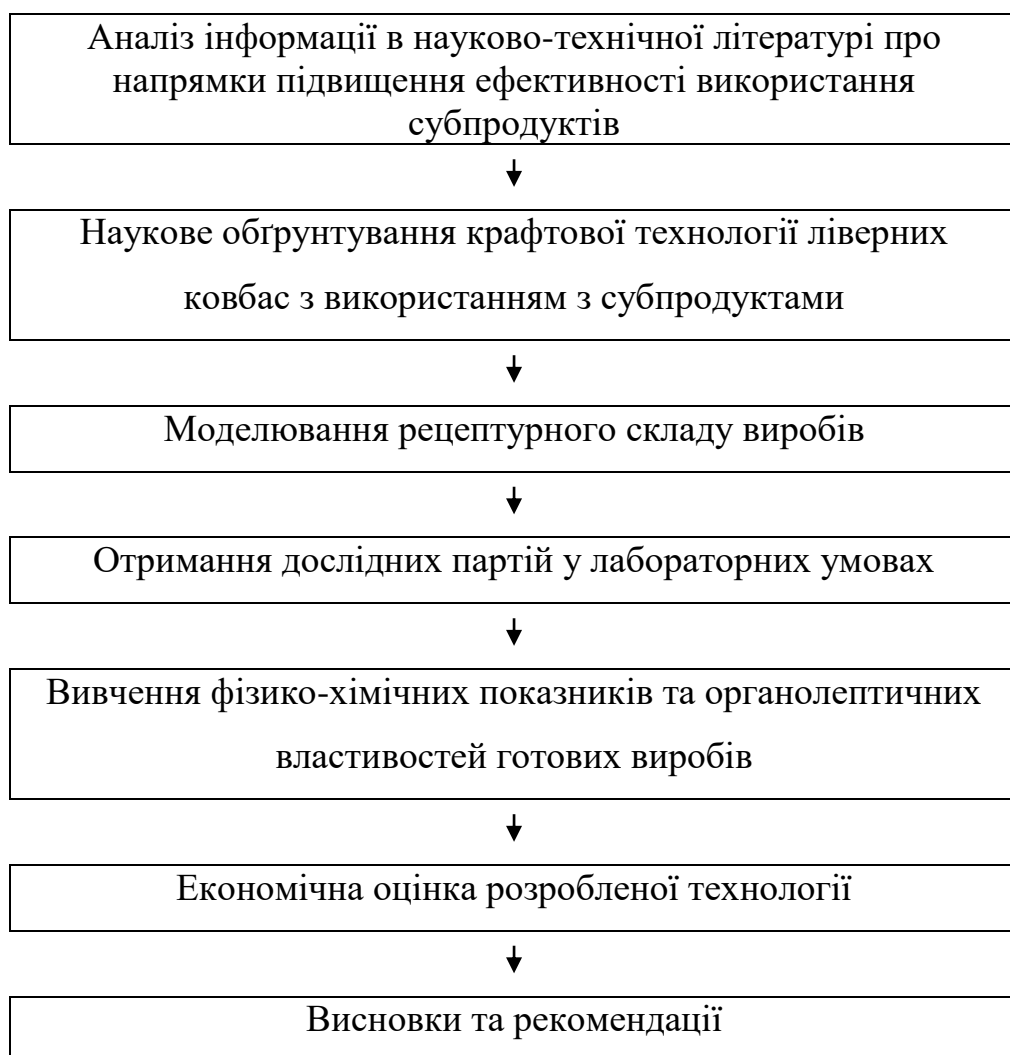 Аналіз інформації в науково-технічної літературі про
напрямки підвищення ефективності використання
субпродуктів
Наукове обґрунтування крафтової технології ліверних
ковбас з використанням з субпродуктами
Моделювання рецептурного складу виробів
Отримання дослідних партій у лабораторних умовах
Вивчення фізико-хімічних показників та органолептичних
властивостей готових виробів
Економічна оцінка розробленої технології
Висновки та рекомендації